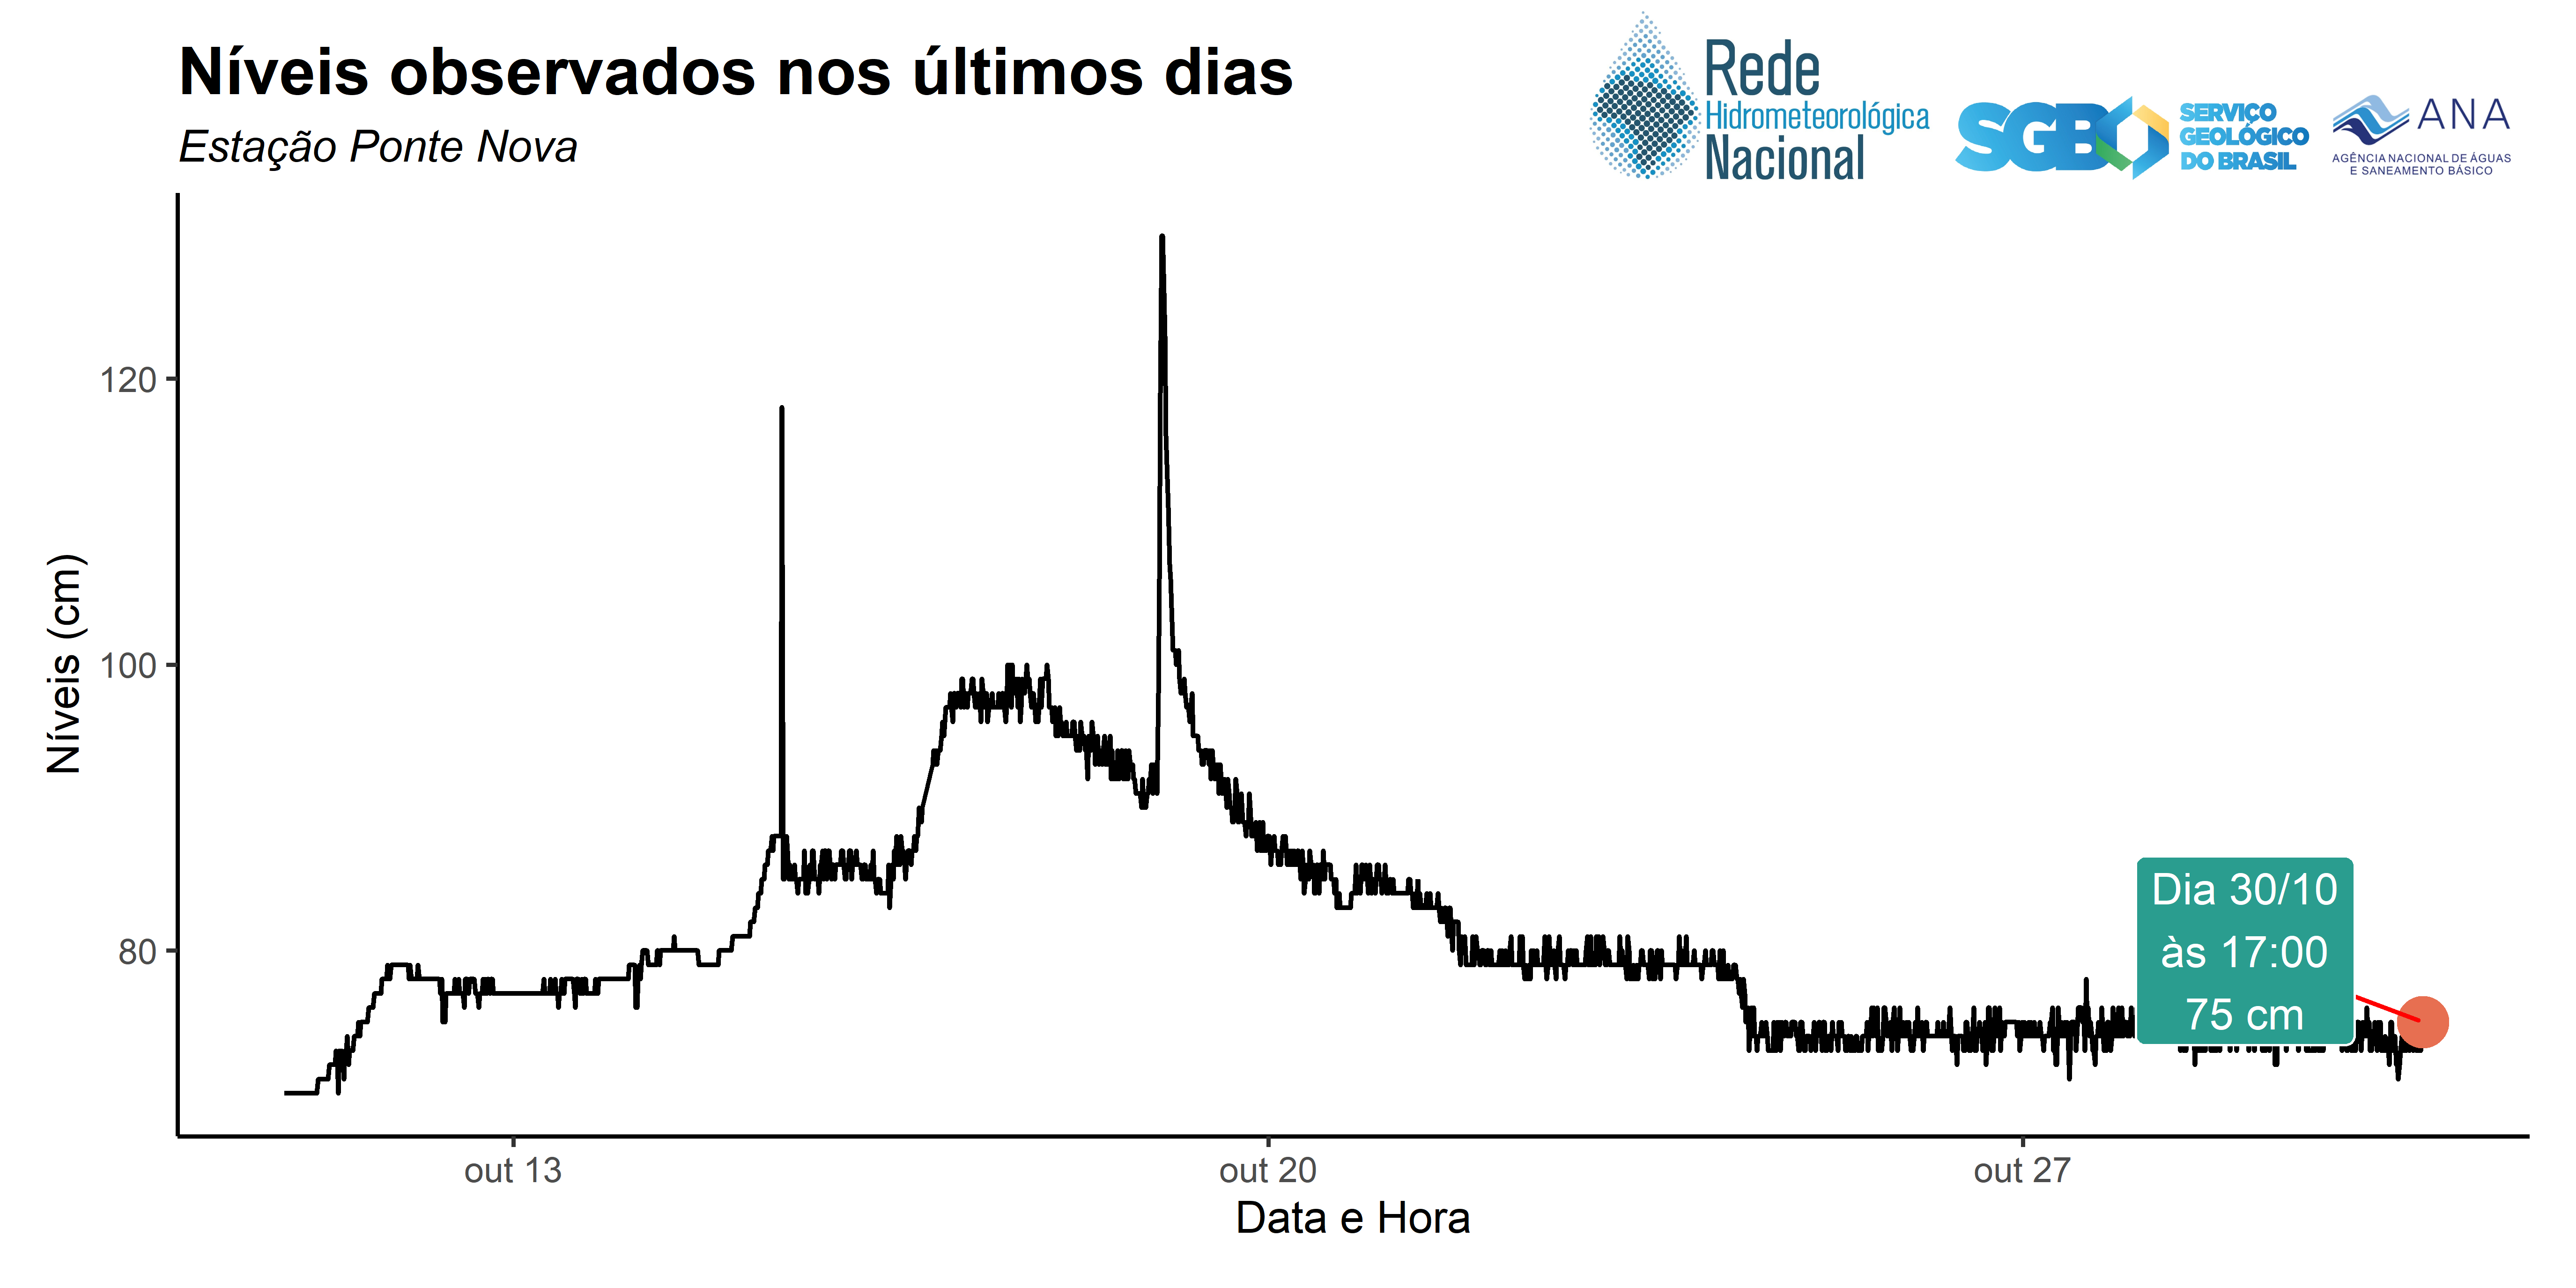 Níveis observados nos últimos dias
Estação Ponte Nova
Rede
Hidrometeorológica
Nacional
SGB
SERVIÇO
GEOLÓGICO
DO BRASIL
ANA
AGÊNCIA NACIONAL DE ÁGUAS
E SANEAMENTO BÁSICO
Níveis (cm)
120
100
80
Dia 30/10
às 17:00
75 cm
out 13
out 20
out 27
Data e Hora